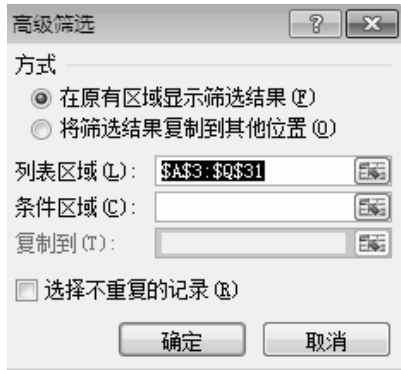 高级筛选
方式
在原有区域显示筛选结果(F)
将筛选结果复制到其他位置(O)
列表区域(L): $A$3:$Q$31
条件区域(C):
复制到(T):
选择不重复的记录(R)
确定 取消